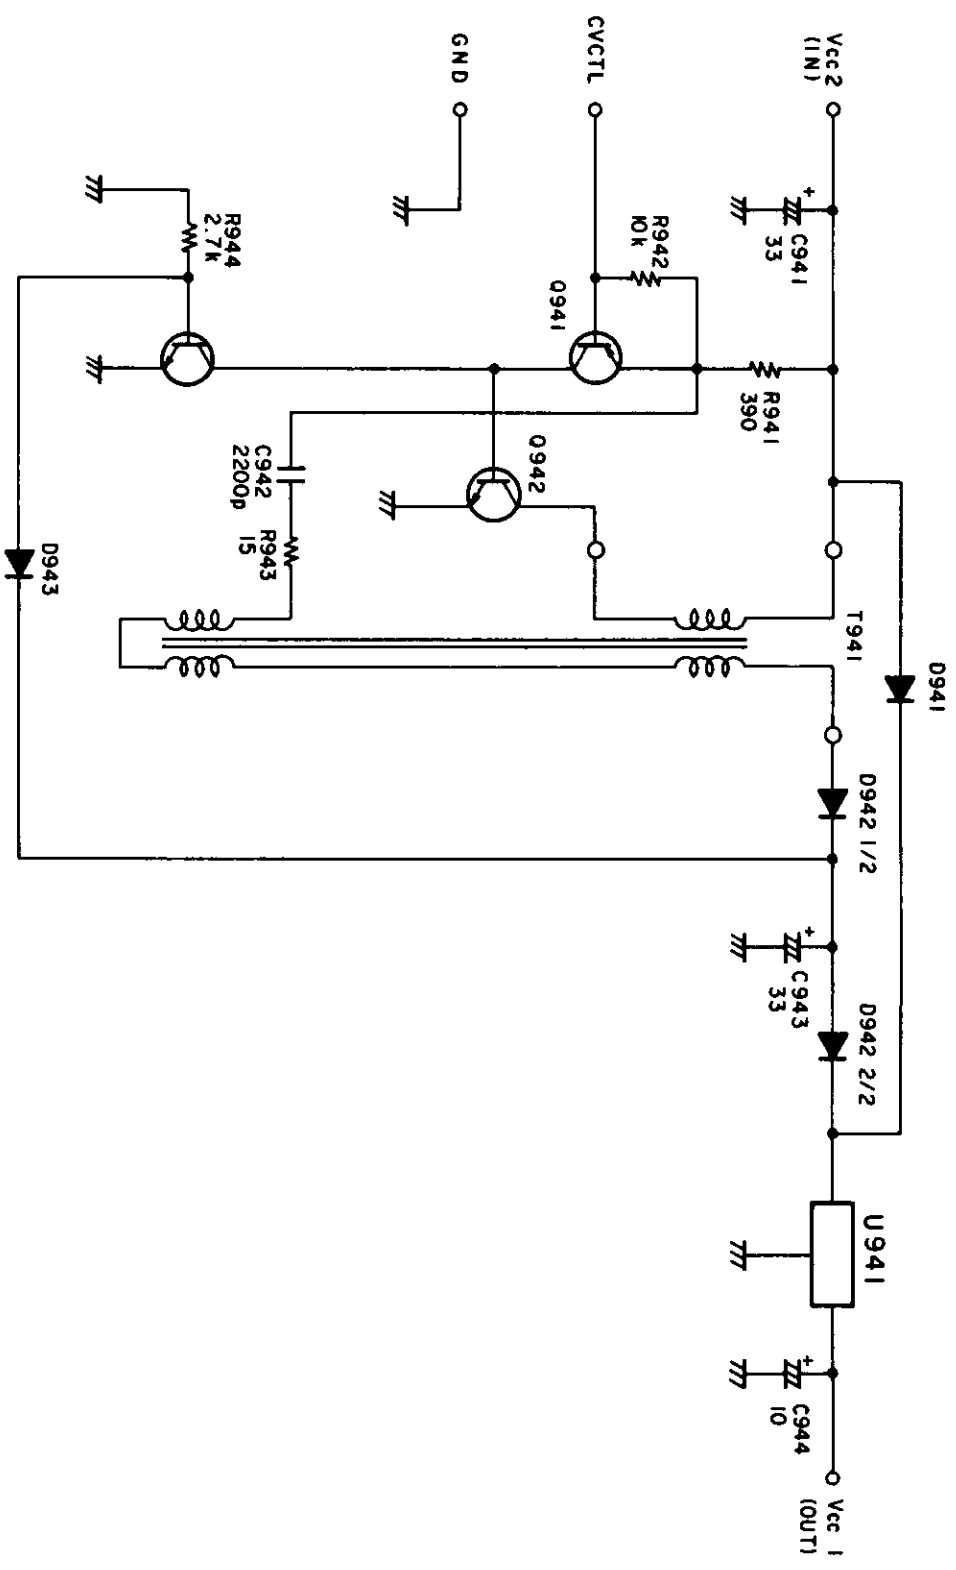 Vcc2
(IN)
CVCTL
GND
+
C941
33
R942
10k
R944
2.7k
Q941
R941
390
Q942
C942
2200p
R943
15
D943
T941
D941
D942 1/2
+
C943
33
D942 2/2
U941
+
C944
10
Vcc 1
(OUT)